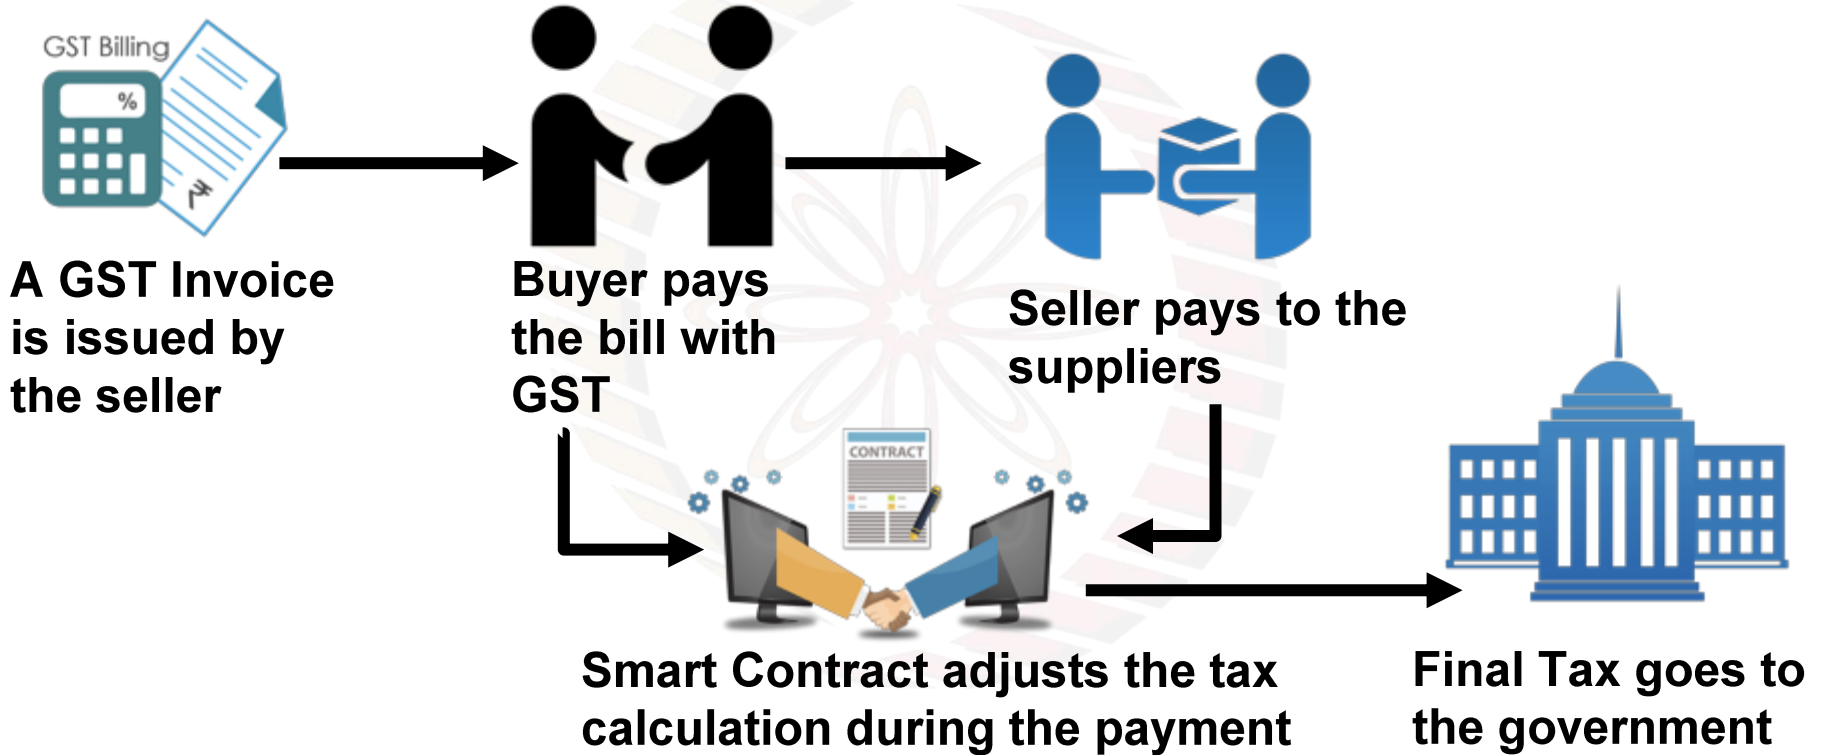 GST Billing
%
₹
A GST Invoice
is issued by
the seller
Buyer pays
the bill with
GST
Seller pays to the
suppliers
CONTRACT
Smart Contract adjusts the tax
calculation during the payment
Final Tax goes to
the government